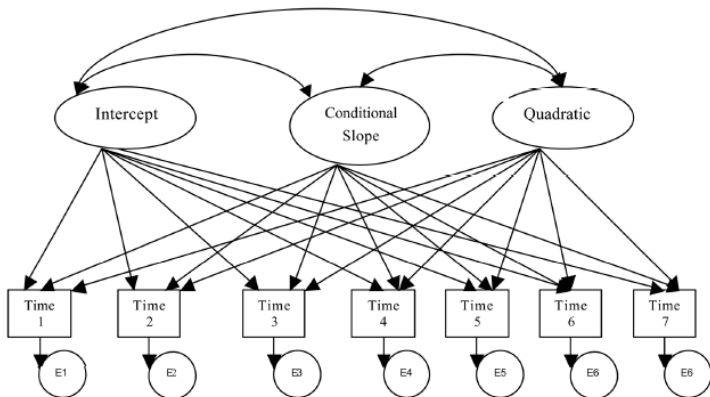 Intercept
Conditional
Slope
Quadratic
Time
1
Time
2
Time
3
Time
4
Time
5
Time
6
Time
7
E1
E2
E3
E4
E5
E6
E6